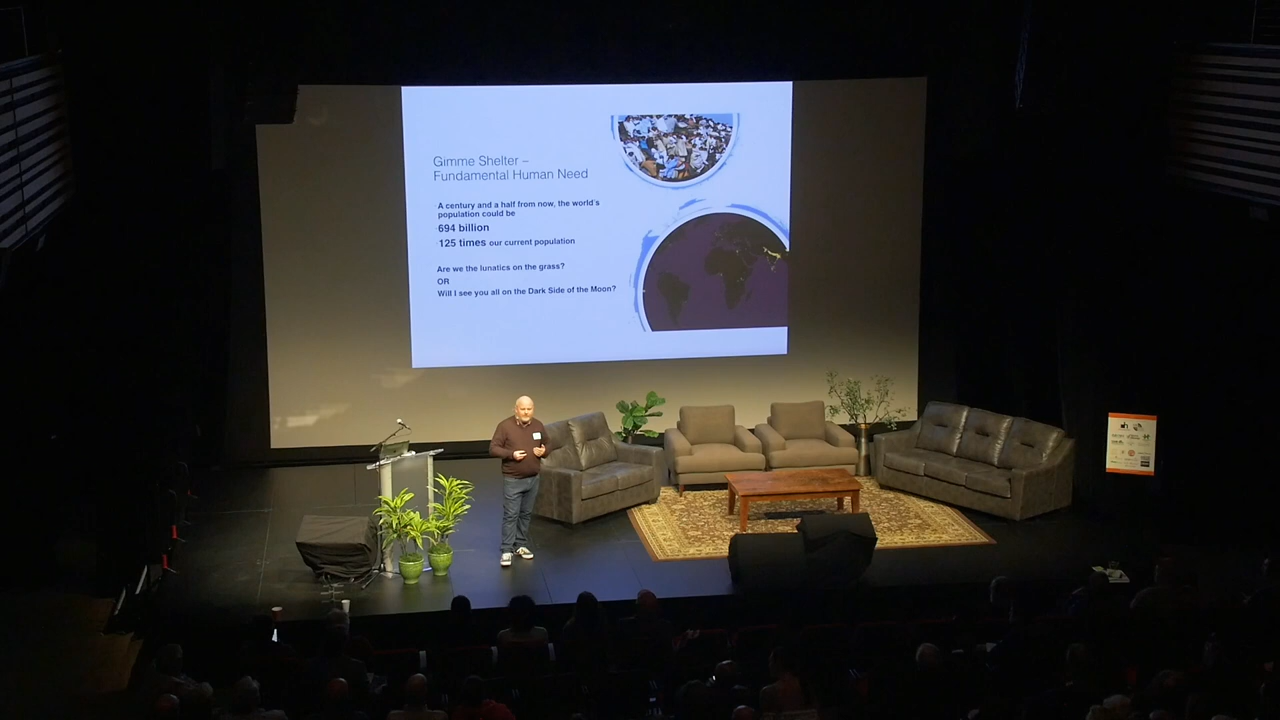 Gimme Shelter –
Fundamental Human Need
A century and a half from now, the world's
population could be
694 billion
125 times our current population
Are we the lunatics on the grass?
OR
Will I see you all on the Dark Side of the Moon?